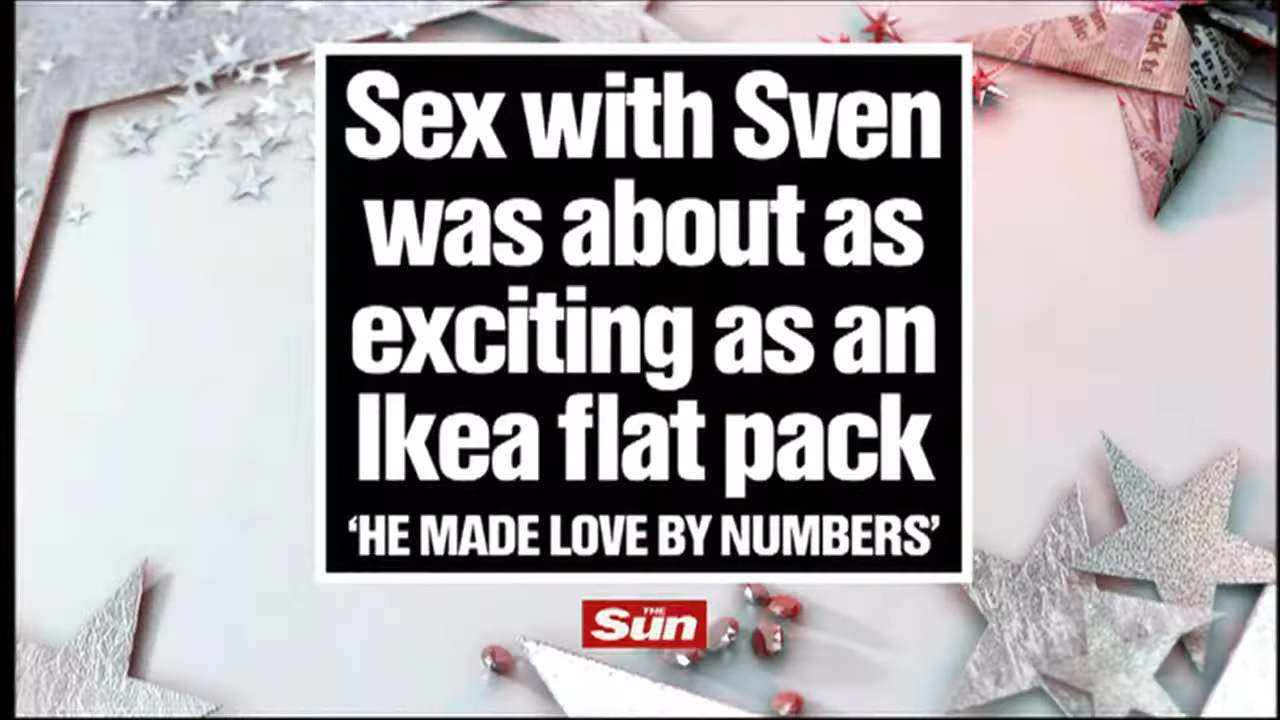 Sex with Sven
was about as
exciting as an
Ikea flat pack
‘HE MADE LOVE BY NUMBERS’
THE
Sun